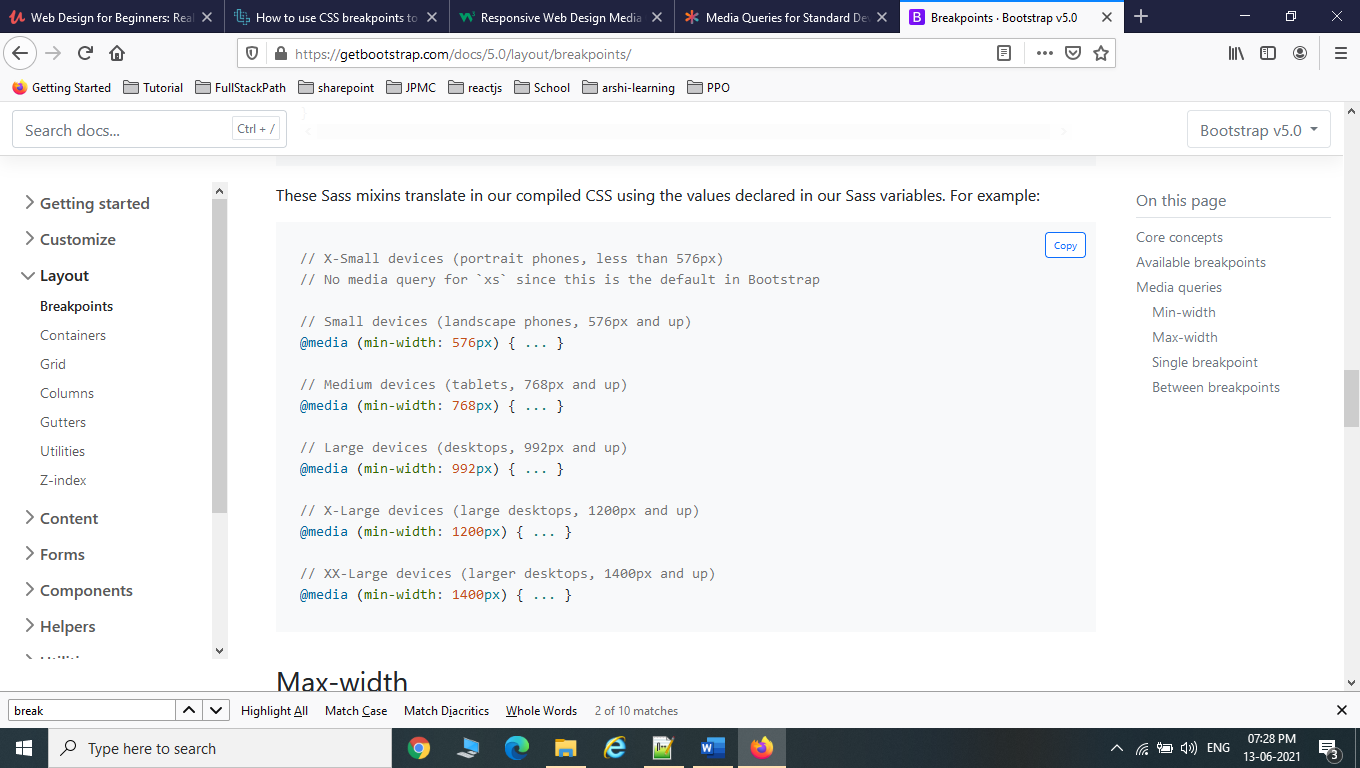 Web Design for Beginners: Real
How to use CSS breakpoints to
Responsive Web Design Media
Media Queries for Standard De
Breakpoints · Bootstrap v5.0
https://getbootstrap.com/docs/5.0/layout/breakpoints/
Getting Started
Tutorial
FullStackPath
sharepoint
JPMC
reactjs
School
arshi-learning
PPO
Search docs...
Ctrl + /
Bootstrap v5.0
Getting started
Customize
Layout
Breakpoints
Containers
Grid
Columns
Gutters
Utilities
Z-index
Content
Forms
Components
Helpers
These Sass mixins translate in our compiled CSS using the values declared in our Sass variables. For example:
Copy
// X-Small devices (portrait phones, less than 576px)
// No media query for `xs` since this is the default in Bootstrap
// Small devices (landscape phones, 576px and up)
@media (min-width: 576px) { ... }
// Medium devices (tablets, 768px and up)
@media (min-width: 768px) { ... }
// Large devices (desktops, 992px and up)
@media (min-width: 992px) { ... }
// X-Large devices (large desktops, 1200px and up)
@media (min-width: 1200px) { ... }
// XX-Large devices (larger desktops, 1400px and up)
@media (min-width: 1400px) { ... }
Max-width
On this page
Core concepts
Available breakpoints
Media queries
Min-width
Max-width
Single breakpoint
Between breakpoints
break
Highlight All
Match Case
Match Diacritics
Whole Words
2 of 10 matches
Type here to search
ENG
07:28 PM
13-06-2021
3